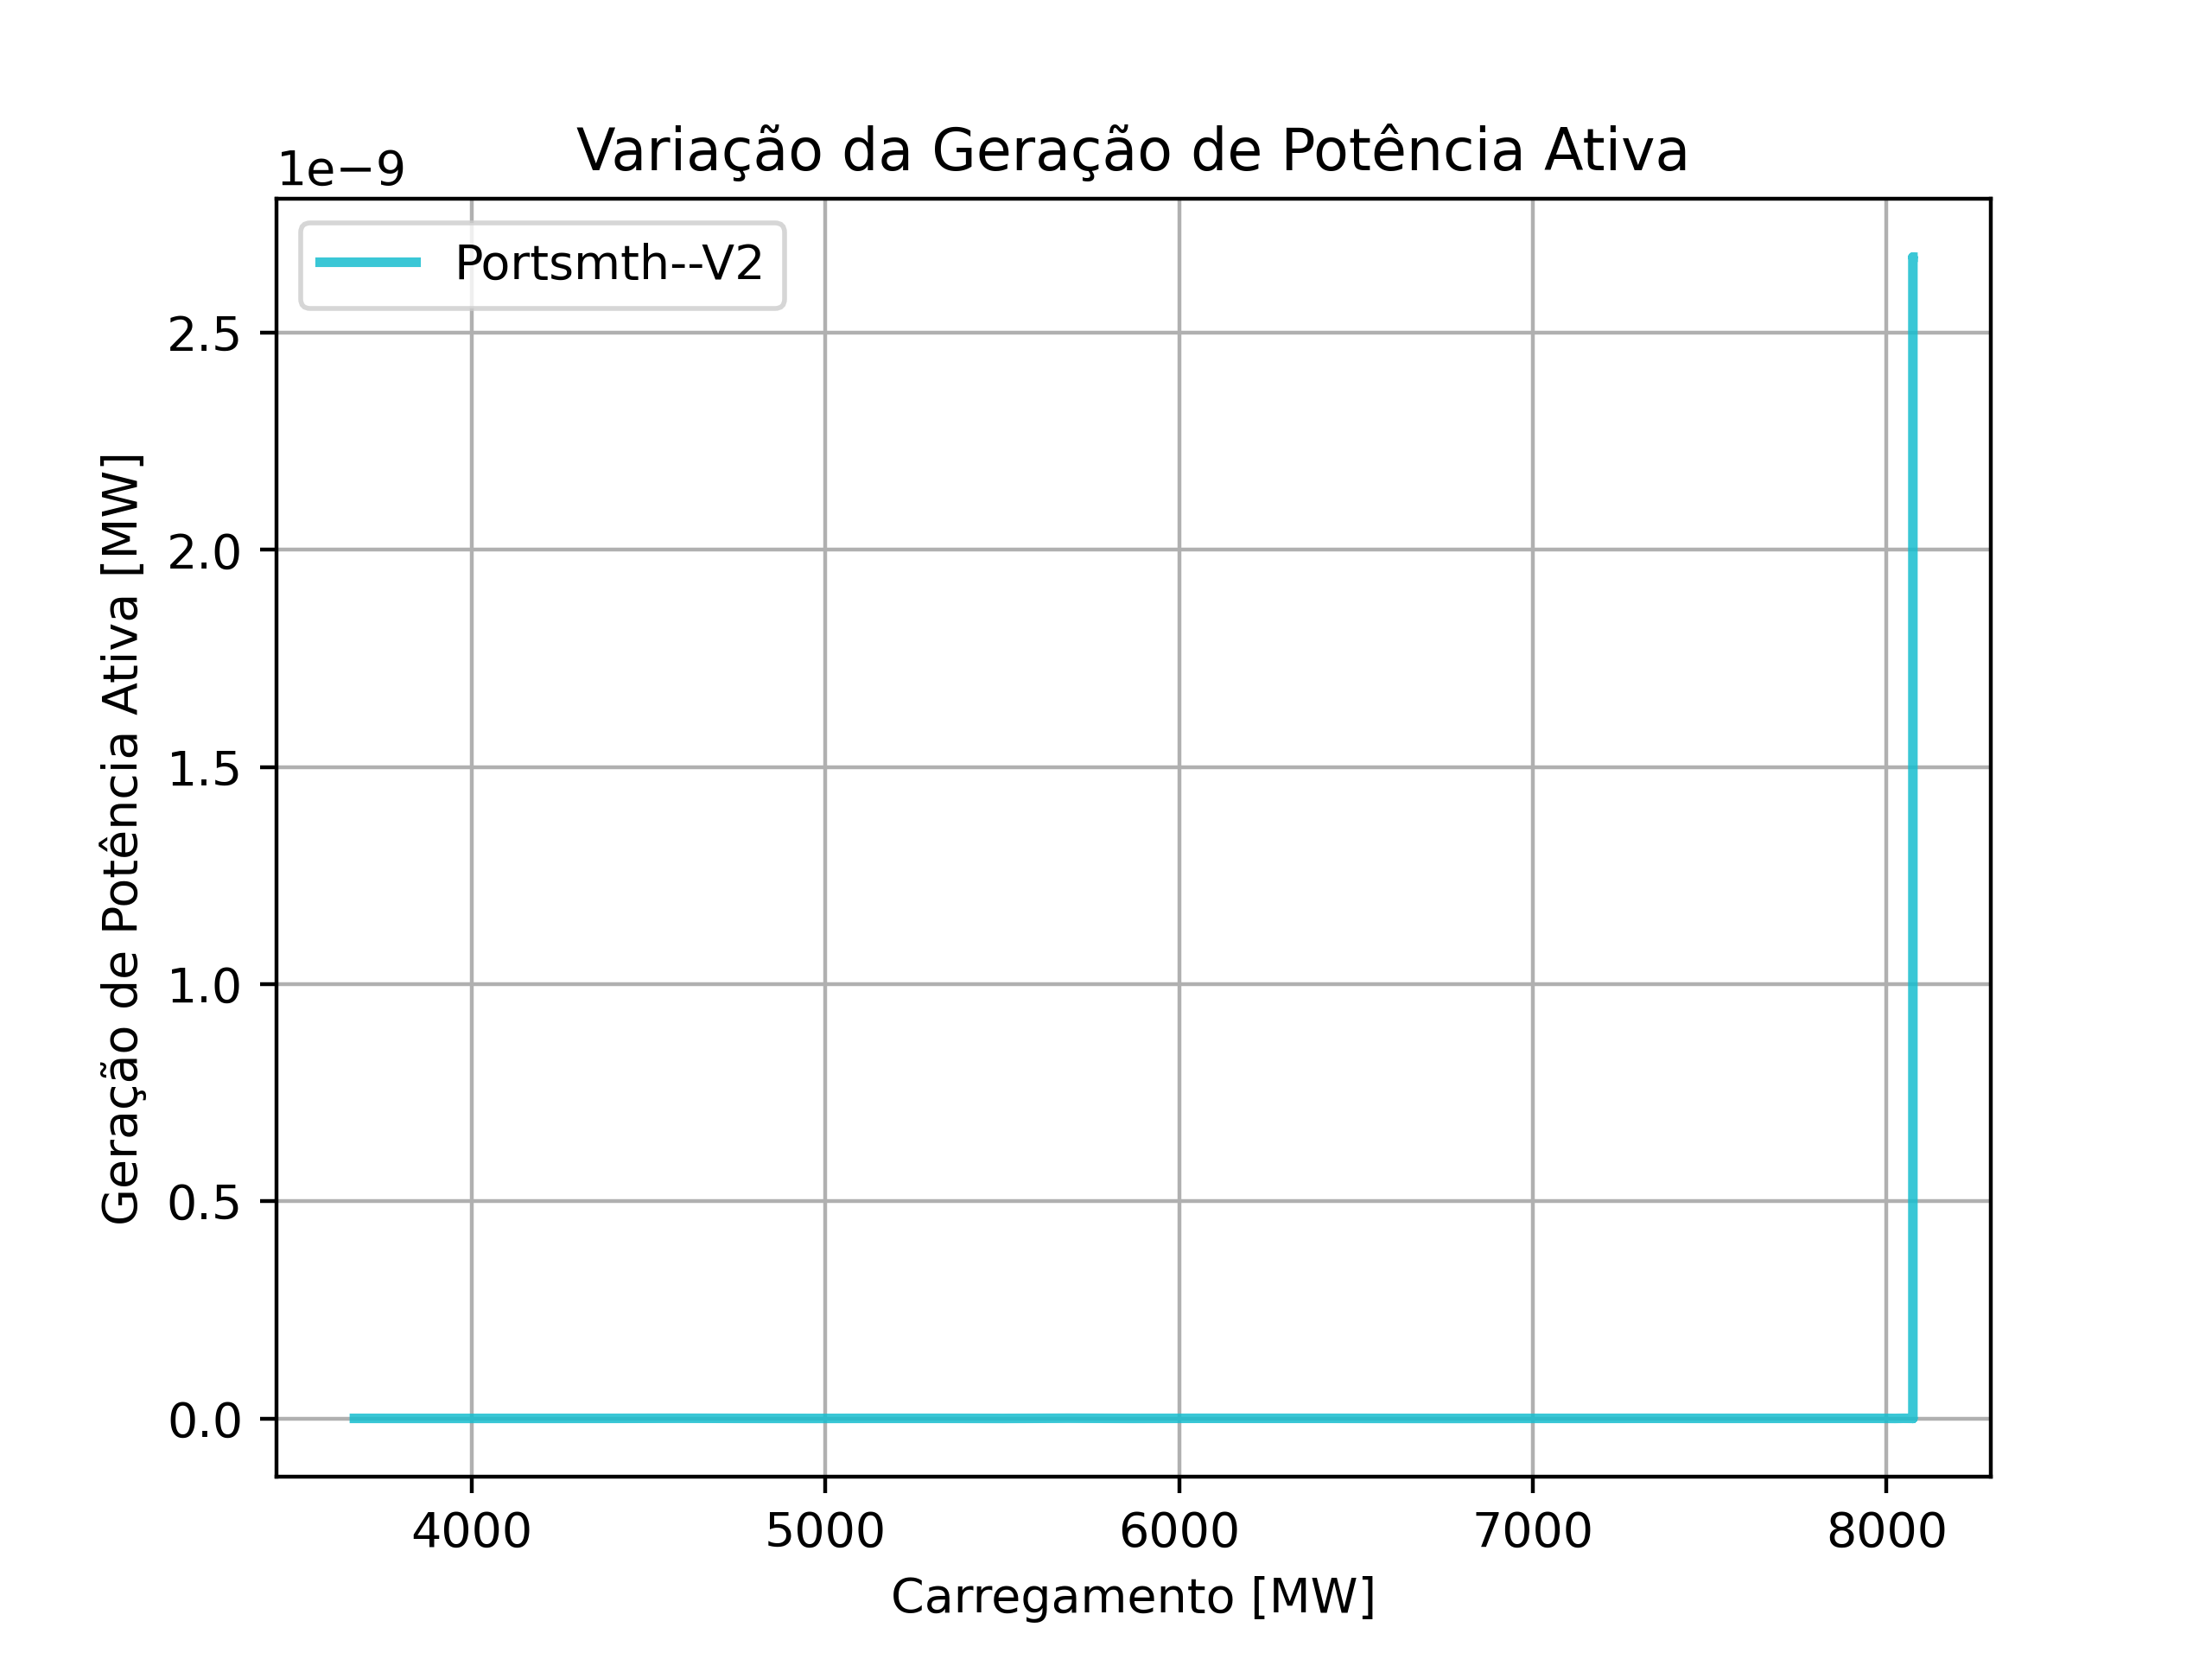 Variação da Geração de Potência Ativa
1e−9
Portsmth--V2
Geração de Potência Ativa [MW]
2.5
2.0
1.5
1.0
0.5
0.0
4000 5000 6000 7000 8000
Carregamento [MW]